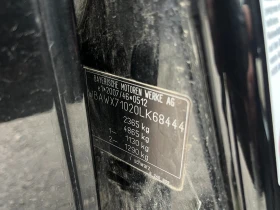 BAYERISCHE MOTOREN WERKE AG
e1*2007/46*0512
WBAWX71020LK68444
2365 kg
4865 kg
1- 1130 kg
2- 1290 kg